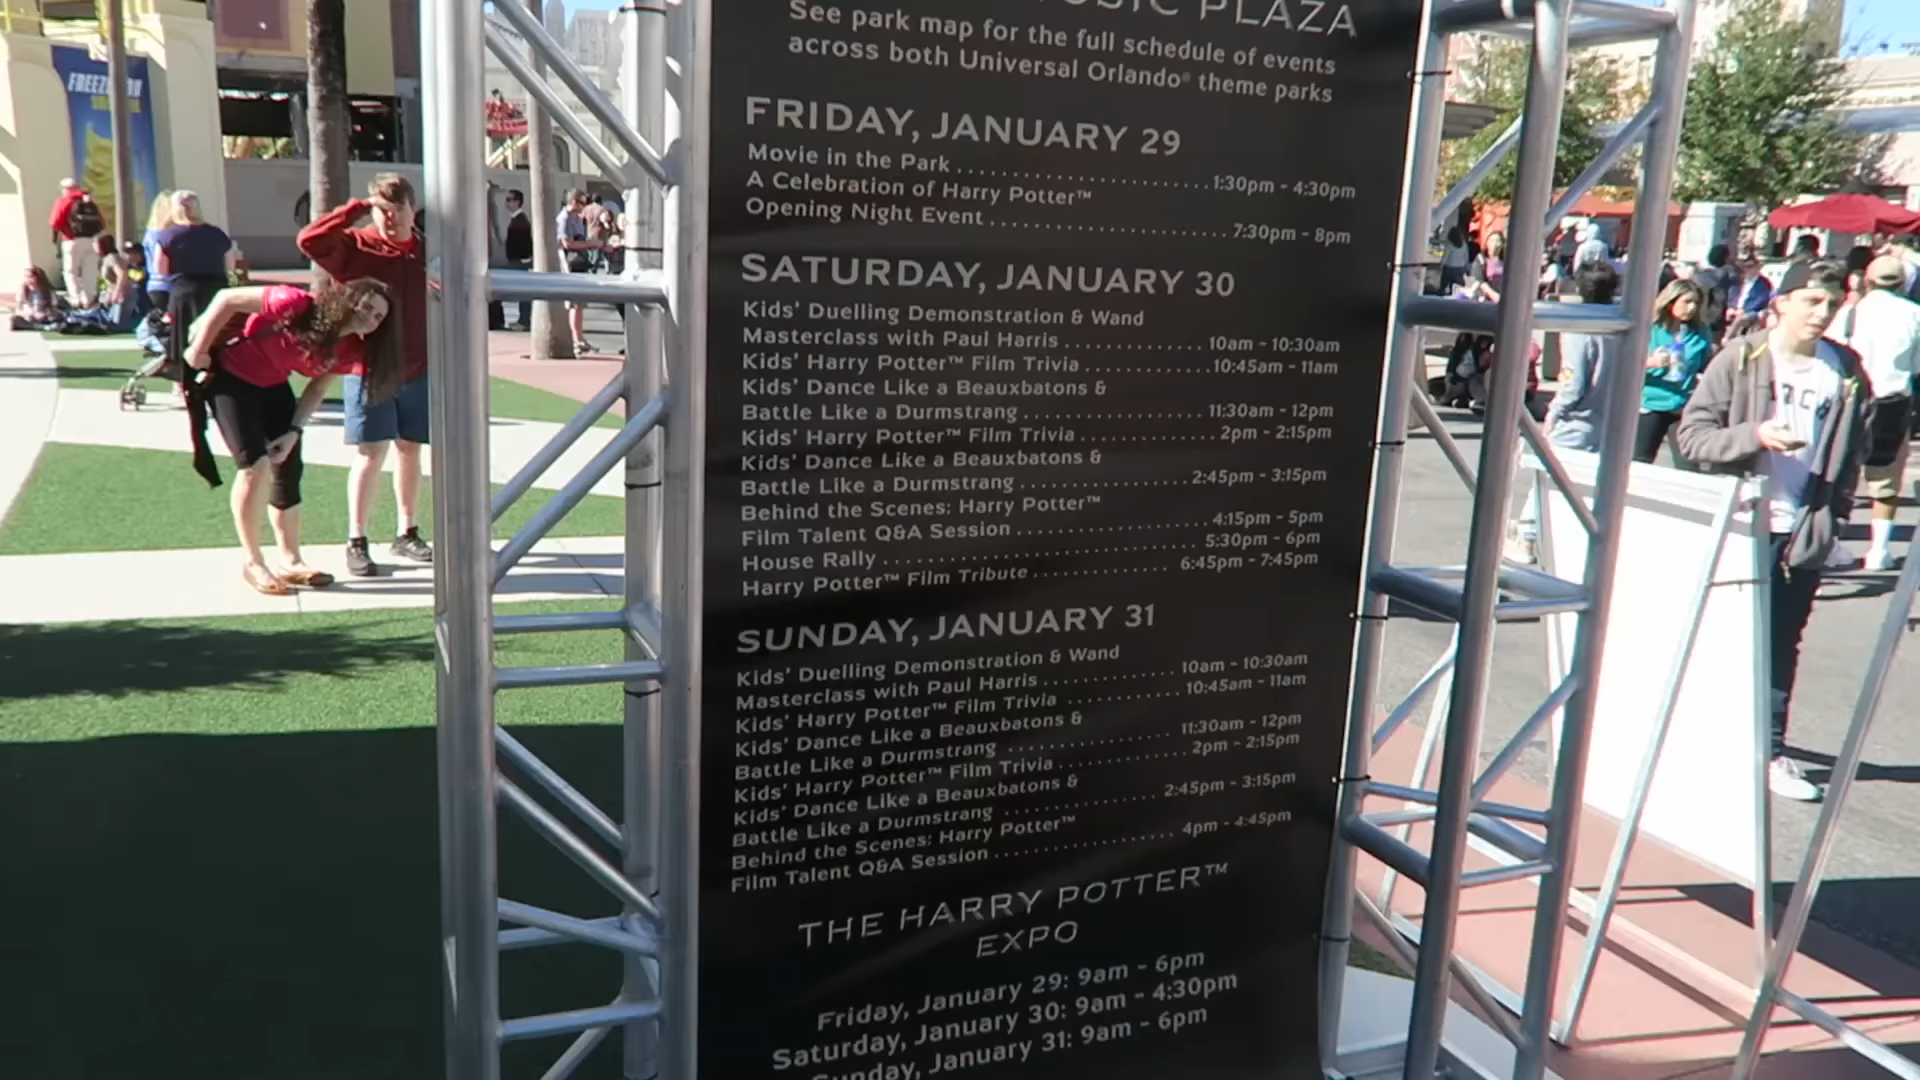 PLAZA
See park map for the full schedule of events
across both Universal Orlando® theme parks
FRIDAY, JANUARY 29
Movie in the Park.......................1:30pm - 4:30pm
A Celebration of Harry Potter™
Opening Night Event.......................7:30pm - 8pm
SATURDAY, JANUARY 30
Kids' Duelling Demonstration & Wand
Masterclass with Paul Harris.............10am - 10:30am
Kids' Harry Potter™ Film Trivia............10:45am - 11am
Kids' Dance Like a Beauxbatons &
Battle Like a Durmstrang.................11:30am - 12pm
Kids' Harry Potter™ Film Trivia.............2pm - 2:15pm
Kids' Dance Like a Beauxbatons &
Battle Like a Durmstrang................2:45pm - 3:15pm
Behind the Scenes: Harry Potter™
Film Talent Q&A Session..................4:15pm - 5pm
House Rally..............................5:30pm - 6pm
Harry Potter™ Film Tribute............6:45pm - 7:45pm
SUNDAY, JANUARY 31
Kids' Duelling Demonstration & Wand
Masterclass with Paul Harris............10am - 10:30am
Kids' Harry Potter™ Film Trivia..........10:45am - 11am
Kids' Dance Like a Beauxbatons &
Battle Like a Durmstrang................11:30am - 12pm
Kids' Harry Potter™ Film Trivia............2pm - 2:15pm
Kids' Dance Like a Beauxbatons &
Battle Like a Durmstrang..............2:45pm - 3:15pm
Behind the Scenes: Harry Potter™
Film Talent Q&A Session.................4pm - 4:45pm
THE HARRY POTTER™
EXPO
Friday, January 29: 9am - 6pm
Saturday, January 30: 9am - 4:30pm
Sunday, January 31: 9am - 6pm